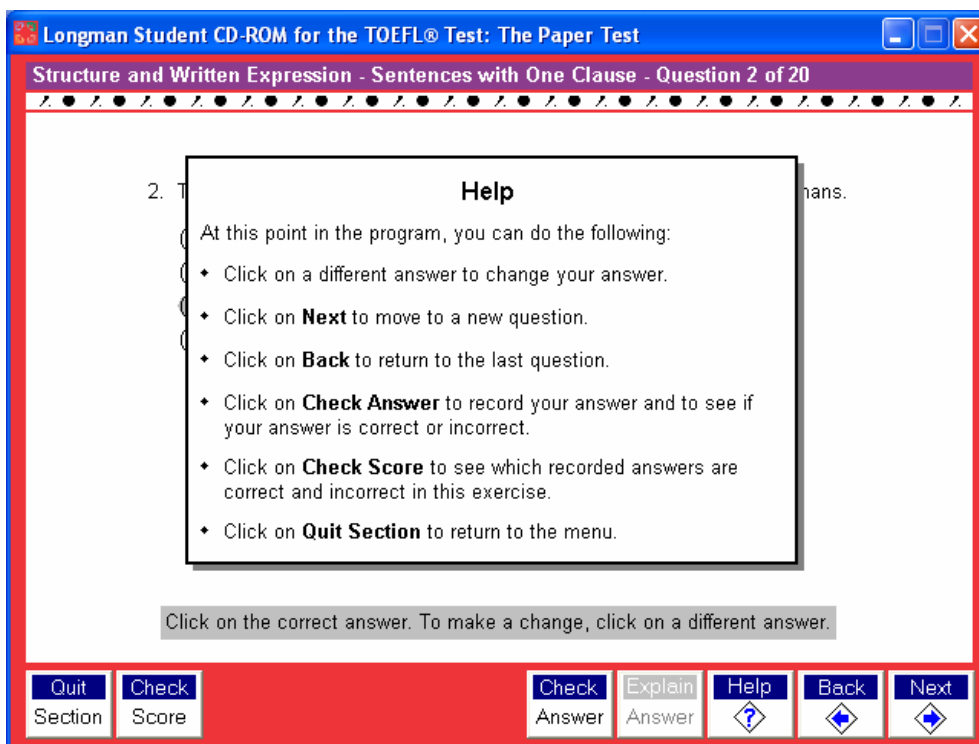 Longman Student CD-ROM for the TOEFL® Test: The Paper Test
Structure and Written Expression - Sentences with One Clause - Question 2 of 20
2. T
Help
At this point in the program, you can do the following:
• Click on a different answer to change your answer.
• Click on Next to move to a new question.
• Click on Back to return to the last question.
• Click on Check Answer to record your answer and to see if
your answer is correct or incorrect.
• Click on Check Score to see which recorded answers are
correct and incorrect in this exercise.
• Click on Quit Section to return to the menu.
Click on the correct answer. To make a change, click on a different answer.
Quit
Section
Check
Score
Check
Answer
Explain
Answer
Help
?
Back
Next